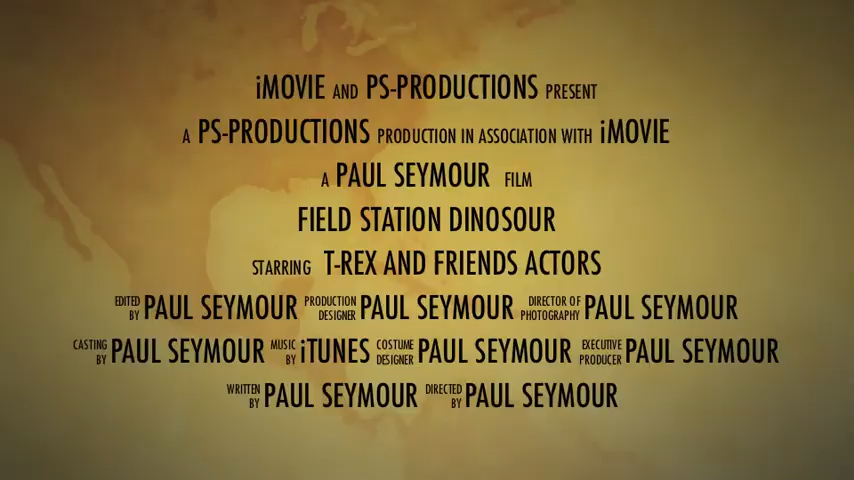 iMOVIE AND PS-PRODUCTIONS PRESENT
A PS-PRODUCTIONS PRODUCTION IN ASSOCIATION WITH iMOVIE
A PAUL SEYMOUR FILM
FIELD STATION DINOSOUR
STARRING T-REX AND FRIENDS ACTORS
EDITED BY PAUL SEYMOUR PRODUCTION DESIGNER PAUL SEYMOUR DIRECTOR OF PHOTOGRAPHY PAUL SEYMOUR
CASTING BY PAUL SEYMOUR MUSIC BY iTUNES COSTUME DESIGNER PAUL SEYMOUR EXECUTIVE PRODUCER PAUL SEYMOUR
WRITTEN BY PAUL SEYMOUR DIRECTED BY PAUL SEYMOUR